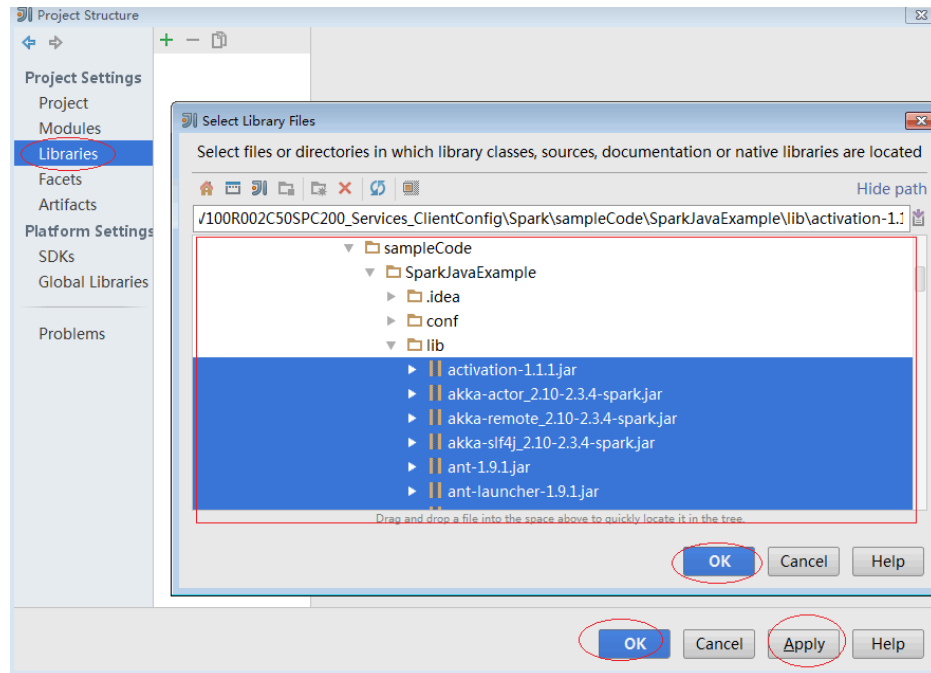 Project Structure
Project Settings
Project
Modules
Libraries
Facets
Artifacts
Platform Settings
SDKs
Global Libraries
Problems
Select Library Files
Select files or directories in which library classes, sources, documentation or native libraries are located
Hide path
/100R002C50SPC200_Services_ClientConfig\Spark\sampleCode\SparkJavaExample\lib\activation-1.1
sampleCode
SparkJavaExample
.idea
conf
lib
activation-1.1.1.jar
akka-actor_2.10-2.3.4-spark.jar
akka-remote_2.10-2.3.4-spark.jar
akka-slf4j_2.10-2.3.4-spark.jar
ant-1.9.1.jar
ant-launcher-1.9.1.jar
Drag and drop a file into the space above to quickly locate it in the tree.
OK Cancel Help
OK Cancel Apply Help